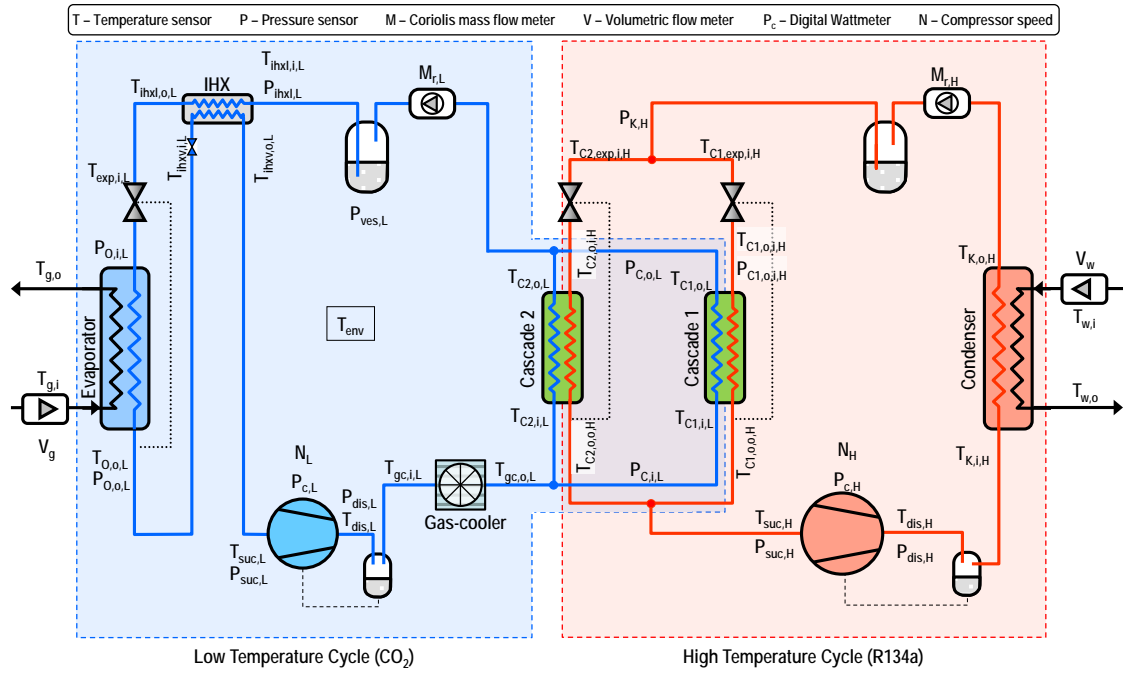 T – Temperature sensor P – Pressure sensor M – Coriolis mass flow meter V – Volumetric flow meter Pc – Digital Wattmeter N – Compressor speed
Tihxl,i,L
Tihxl,o,L
IHX
Pihxl,L
Mr,L
Tihxv,i,L
Tihxv,o,L
Texp,i,L
Pves,L
PO,i,L
Tg,o
Evaporator
Tenv
Tg,i
Vg
TO,o,L
PO,o,L
NL
Pc,L
Pdis,L
Tdis,L
Tsuc,L
Psuc,L
Tgc,i,L
Tgc,o,L
Gas-cooler
Mr,H
PK,H
TC2,exp,i,H
TC1,exp,i,H
TC2,o,i,H
TC1,o,i,H
PC1,o,i,H
PC,o,L
TC2,o,L
TC1,o,L
Cascade 2
Cascade 1
TC2,i,L
TC1,i,L
TC2,o,o,H
TC1,o,o,H
PC,i,L
TK,o,H
Vw
Tw,i
Condenser
Tw,o
TK,i,H
NH
Pc,H
Tsuc,H
Psuc,H
Tdis,H
Pdis,H
Low Temperature Cycle (CO2)
High Temperature Cycle (R134a)